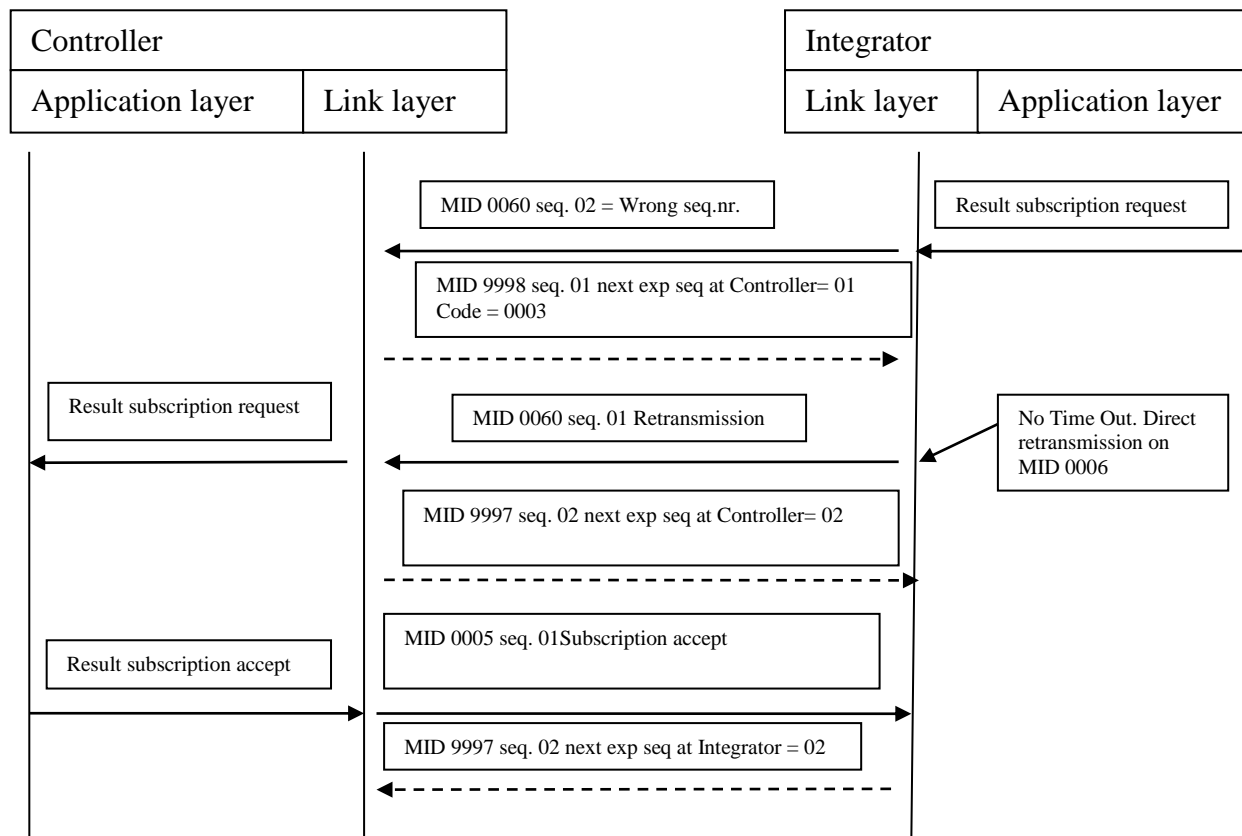 Controller
Integrator
Application layer
Link layer
Link layer
Application layer
MID 0060 seq. 02 = Wrong seq.nr.
Result subscription request
MID 9998 seq. 01 next exp seq at Controller= 01
Code = 0003
Result subscription request
MID 0060 seq. 01 Retransmission
No Time Out. Direct
retransmission on
MID 0006
MID 9997 seq. 02 next exp seq at Controller= 02
MID 0005 seq. 01Subscription accept
Result subscription accept
MID 9997 seq. 02 next exp seq at Integrator = 02